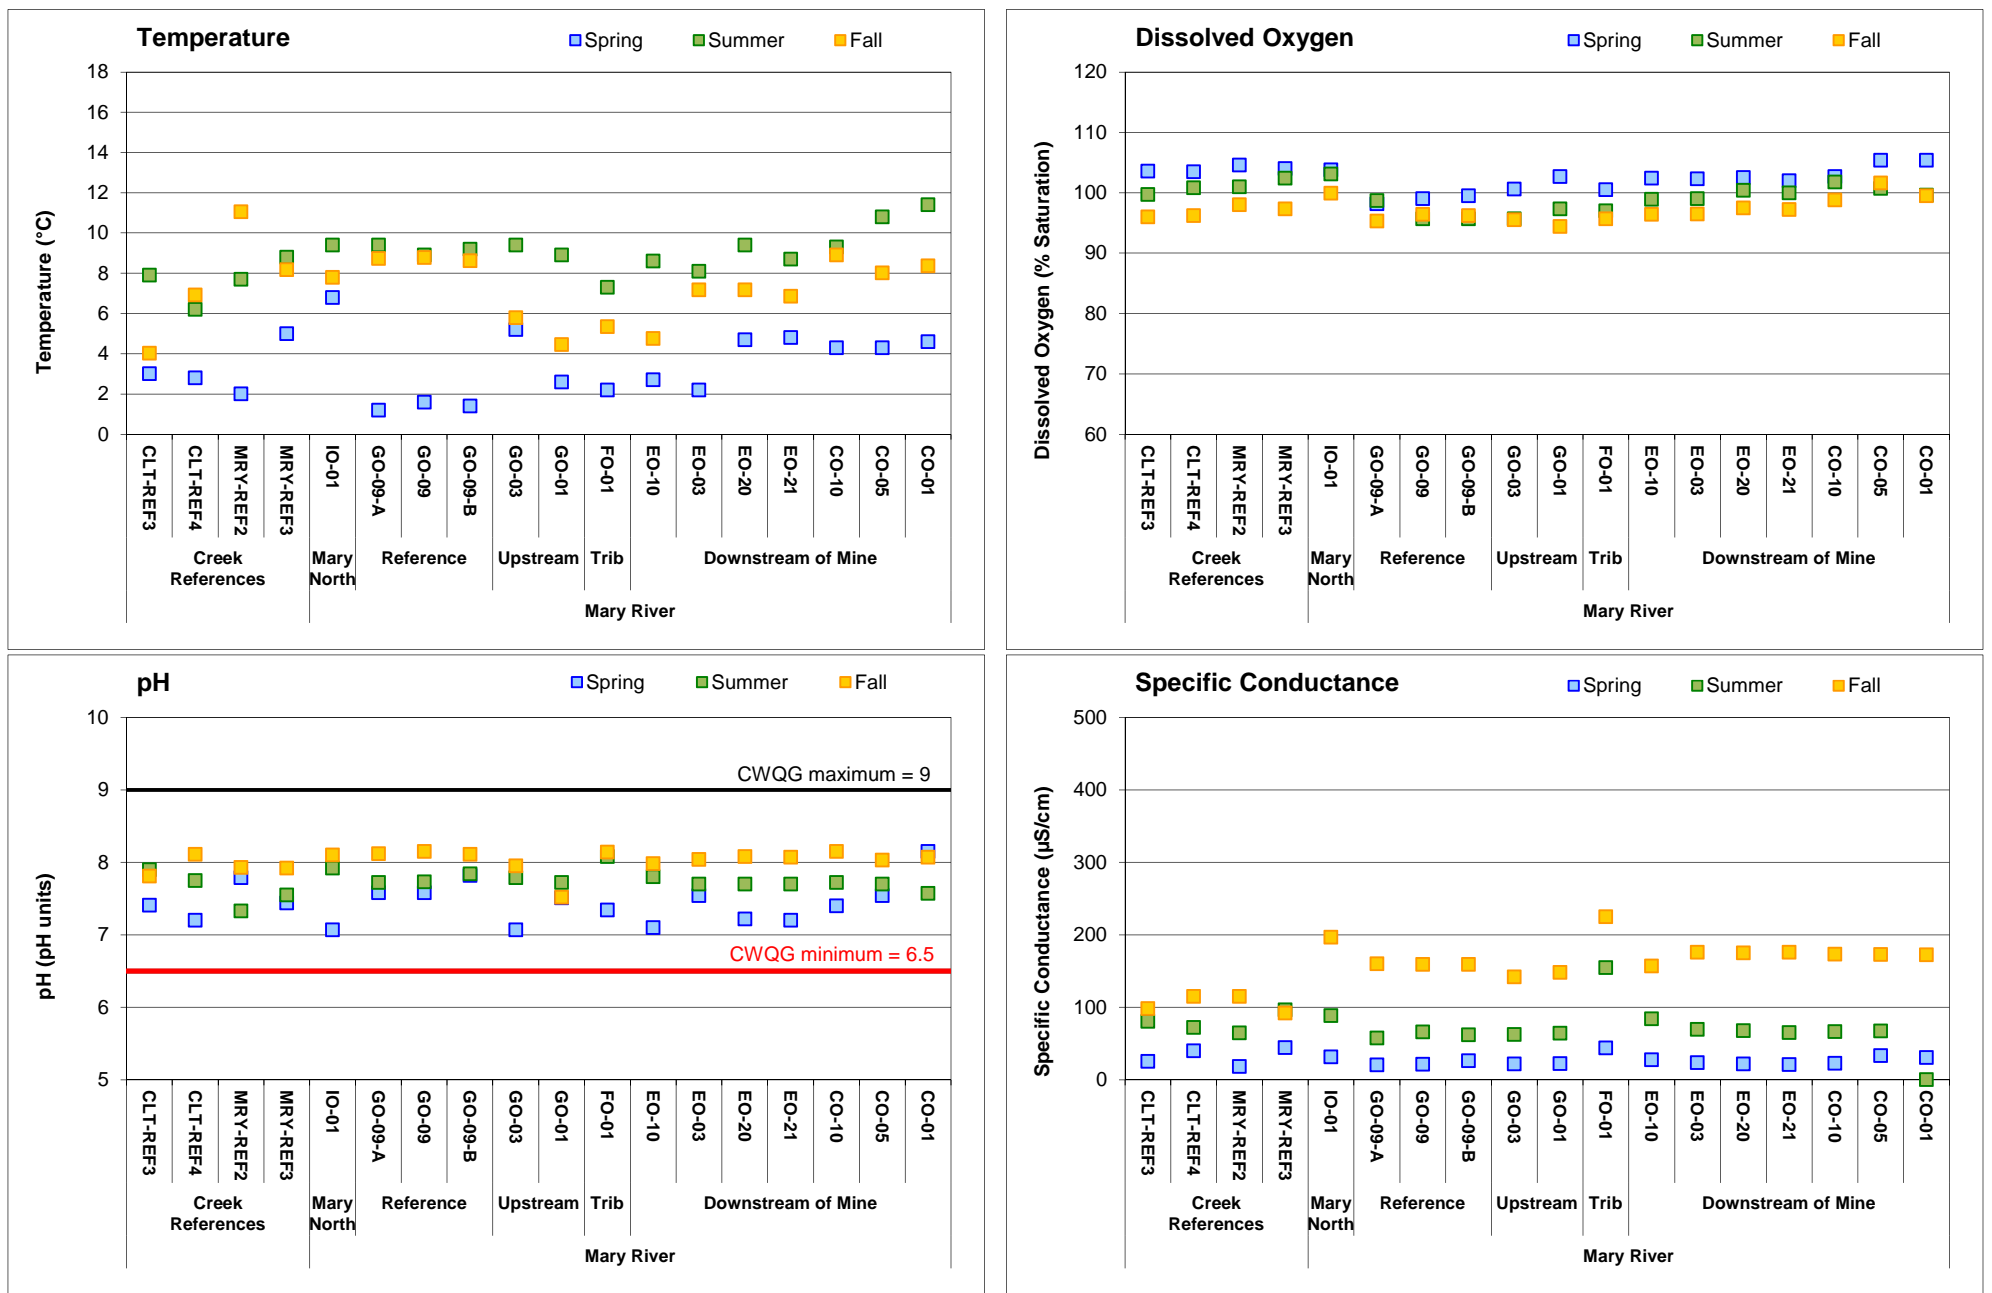 Temperature
Spring Summer Fall
Temperature (°C)
18
16
14
12
10
8
6
4
2
0
CLT-REF3 CLT-REF4 MRY-REF2 MRY-REF3 IO-01 GO-09-A GO-09 GO-09-B GO-03 GO-01 FO-01 EO-10 EO-03 EO-20 EO-21 CO-10 CO-05 CO-01
Creek Mary Reference Upstream Trib Downstream of Mine
References North
Mary River
Dissolved Oxygen
Spring Summer Fall
Dissolved Oxygen (% Saturation)
120
110
100
90
80
70
60
CLT-REF3 CLT-REF4 MRY-REF2 MRY-REF3 IO-01 GO-09-A GO-09 GO-09-B GO-03 GO-01 FO-01 EO-10 EO-03 EO-20 EO-21 CO-10 CO-05 CO-01
Creek Mary Reference Upstream Trib Downstream of Mine
References North
Mary River
pH
Spring Summer Fall
pH (pH units)
10
9
8
7
6
5
CWQG maximum = 9
CWQG minimum = 6.5
CLT-REF3 CLT-REF4 MRY-REF2 MRY-REF3 IO-01 GO-09-A GO-09 GO-09-B GO-03 GO-01 FO-01 EO-10 EO-03 EO-20 EO-21 CO-10 CO-05 CO-01
Creek Mary Reference Upstream Trib Downstream of Mine
References North
Mary River
Specific Conductance
Spring Summer Fall
Specific Conductance (µS/cm)
500
400
300
200
100
0
CLT-REF3 CLT-REF4 MRY-REF2 MRY-REF3 IO-01 GO-09-A GO-09 GO-09-B GO-03 GO-01 FO-01 EO-10 EO-03 EO-20 EO-21 CO-10 CO-05 CO-01
Creek Mary Reference Upstream Trib Downstream of Mine
References North
Mary River